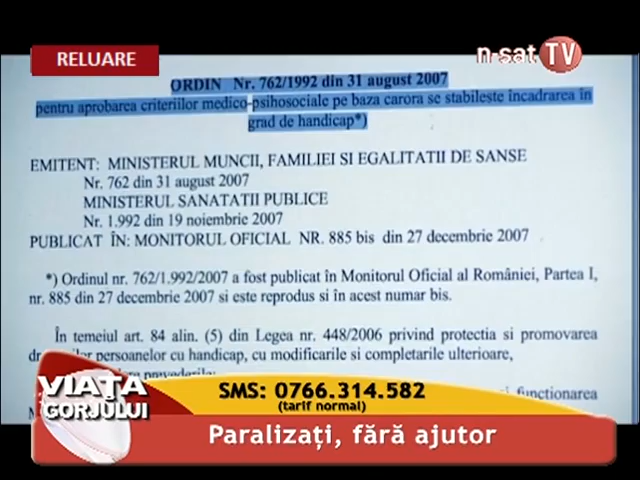 RELUARE
n-sat TV
ORDIN Nr. 762/1992 din 31 august 2007
pentru aprobarea criteriilor medico-psihosociale pe baza carora se stabileste încadrarea în
grad de handicap*)
EMITENT: MINISTERUL MUNCII, FAMILIEI SI EGALITATII DE SANSE
Nr. 762 din 31 august 2007
MINISTERUL SANATATII PUBLICE
Nr. 1.992 din 19 noiembrie 2007
PUBLICAT ÎN: MONITORUL OFICIAL NR. 885 bis din 27 decembrie 2007
*) Ordinul nr. 762/1.992/2007 a fost publicat în Monitorul Oficial al României, Partea I,
nr. 885 din 27 decembrie 2007 si este reprodus si în acest numar bis.
În temeiul art. 84 alin. (5) din Legea nr. 448/2006 privind protectia si promovarea
persoanelor cu handicap, cu modificarile si completarile ulterioare,
prevederile:
si functionarea
VIAȚA
GORJULUI
SMS: 0766.314.582
(tarif normal)
Paralizați, fără ajutor